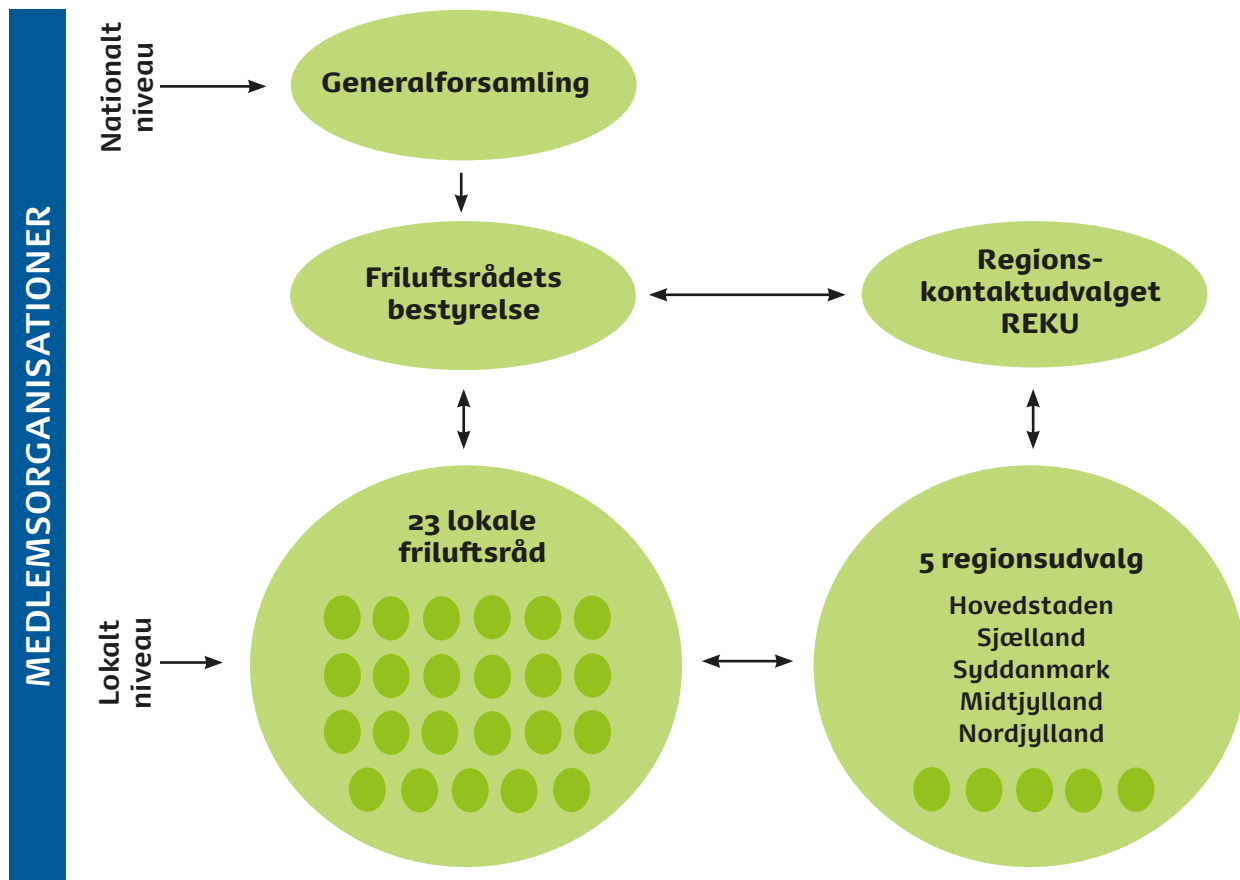 MEDLEMSORGANISATIONER
Nationalt
niveau
Generalforsamling
Friluftsrådets
bestyrelse
Regions-
kontaktudvalget
REKU
Lokalt
niveau
23 lokale
friluftsråd
5 regionsudvalg
Hovedstaden
Sjælland
Syddanmark
Midtjylland
Nordjylland